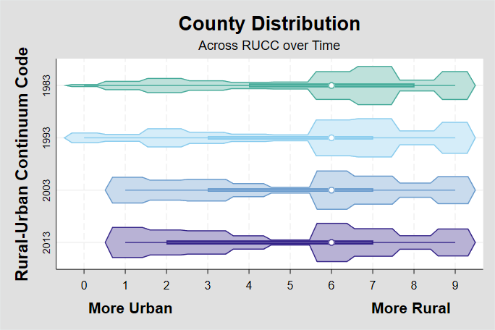 County Distribution
Across RUCC over Time
Rural-Urban Continuum Code
1983
1993
2003
2013
0 1 2 3 4 5 6 7 8 9
More Urban More Rural